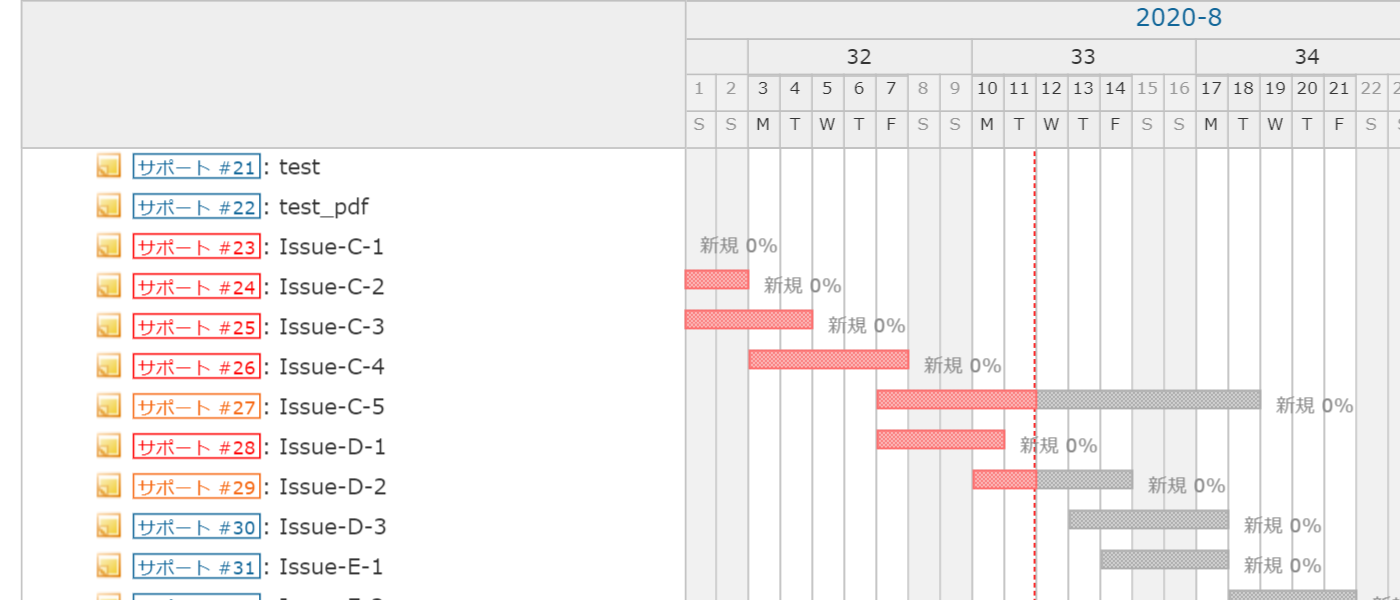 2020-8
32 33 34
1 2 3 4 5 6 7 8 9 10 11 12 13 14 15 16 17 18 19 20 21 22
S S M T W T F S S M T W T F S S M T W T F S
サポート #21: test
サポート #22: test_pdf
サポート #23: Issue-C-1 新規 0%
サポート #24: Issue-C-2 新規 0%
サポート #25: Issue-C-3 新規 0%
サポート #26: Issue-C-4 新規 0%
サポート #27: Issue-C-5 新規 0%
サポート #28: Issue-D-1 新規 0%
サポート #29: Issue-D-2 新規 0%
サポート #30: Issue-D-3 新規 0%
サポート #31: Issue-E-1 新規 0%